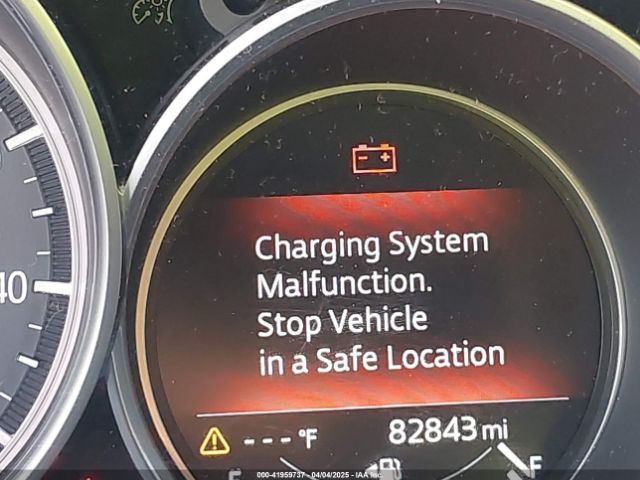 Charging System
Malfunction.
Stop Vehicle
in a Safe Location
40
--- °F 82843 mi
E F
000-41959737 - 04/04/2025 - IAA Inc.